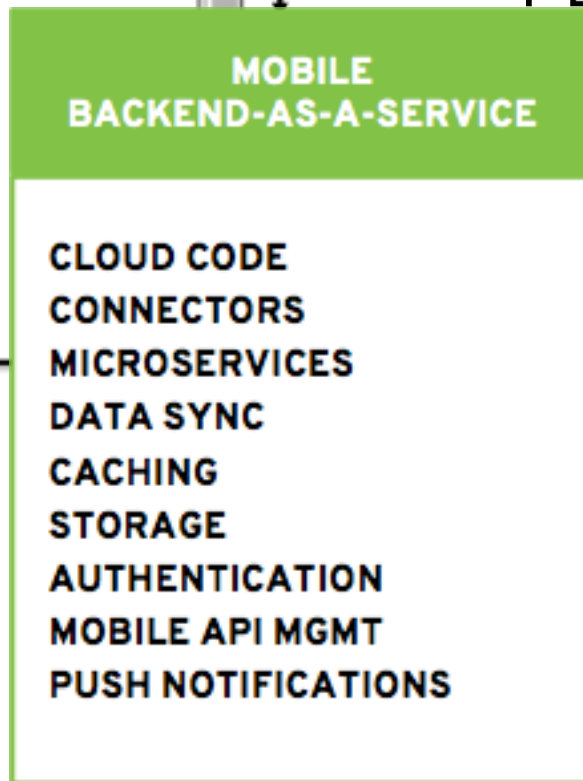 MOBILE
BACKEND-AS-A-SERVICE
CLOUD CODE
CONNECTORS
MICROSERVICES
DATA SYNC
CACHING
STORAGE
AUTHENTICATION
MOBILE API MGMT
PUSH NOTIFICATIONS